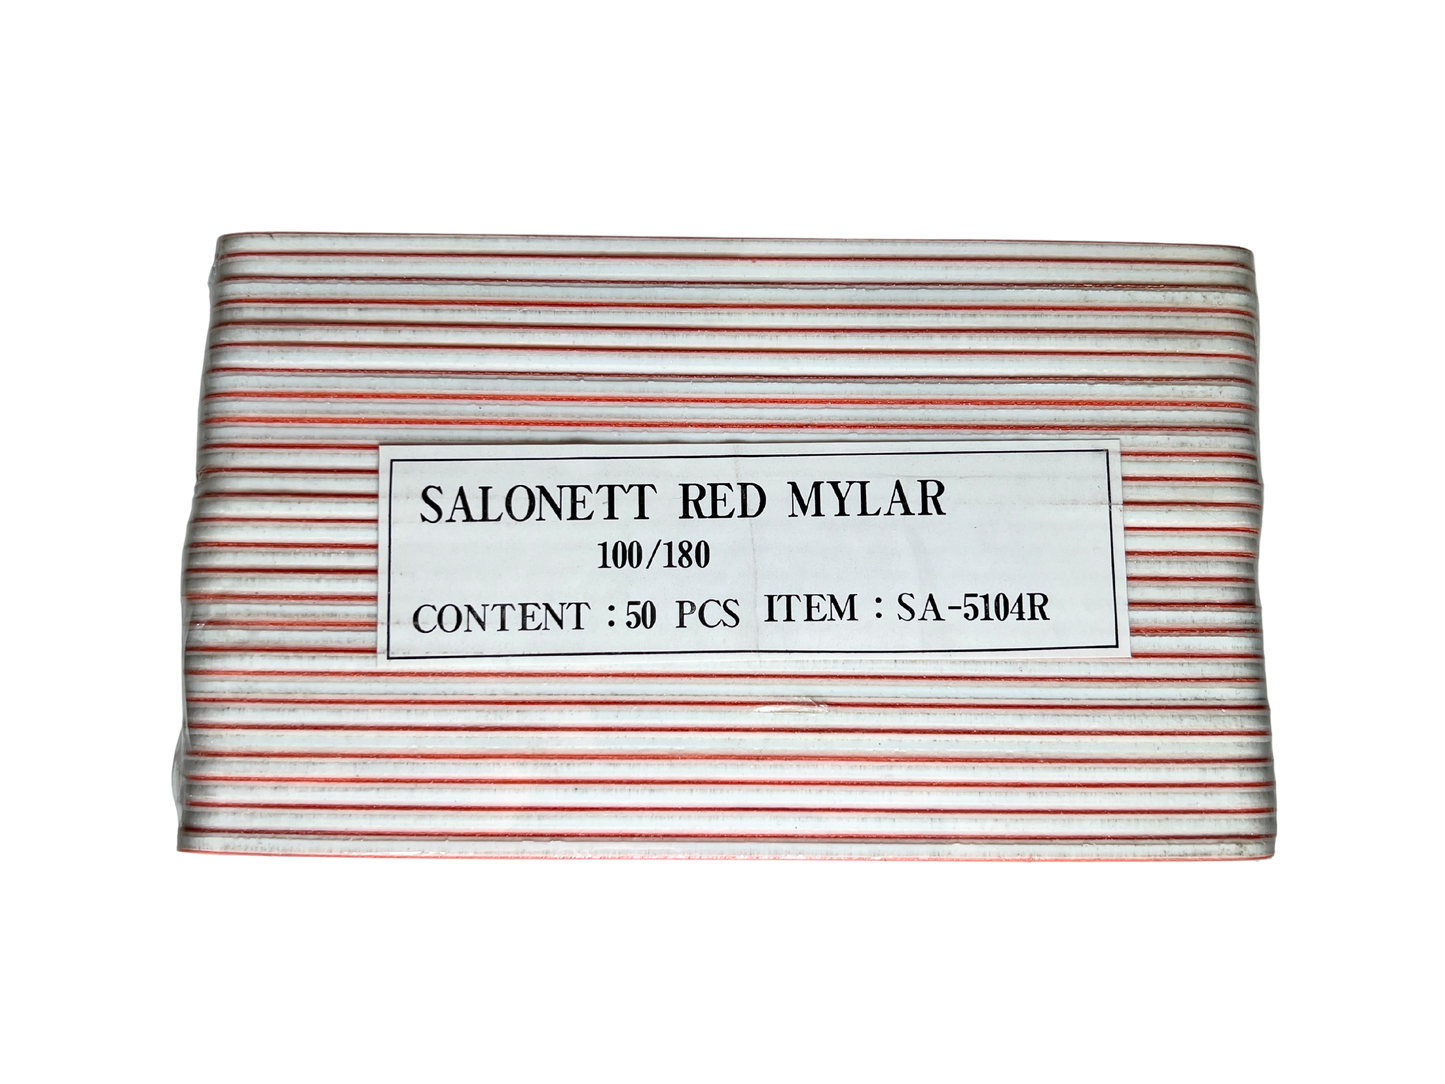 SALONETT RED MYLAR
100/180
CONTENT : 50 PCS ITEM : SA-5104R